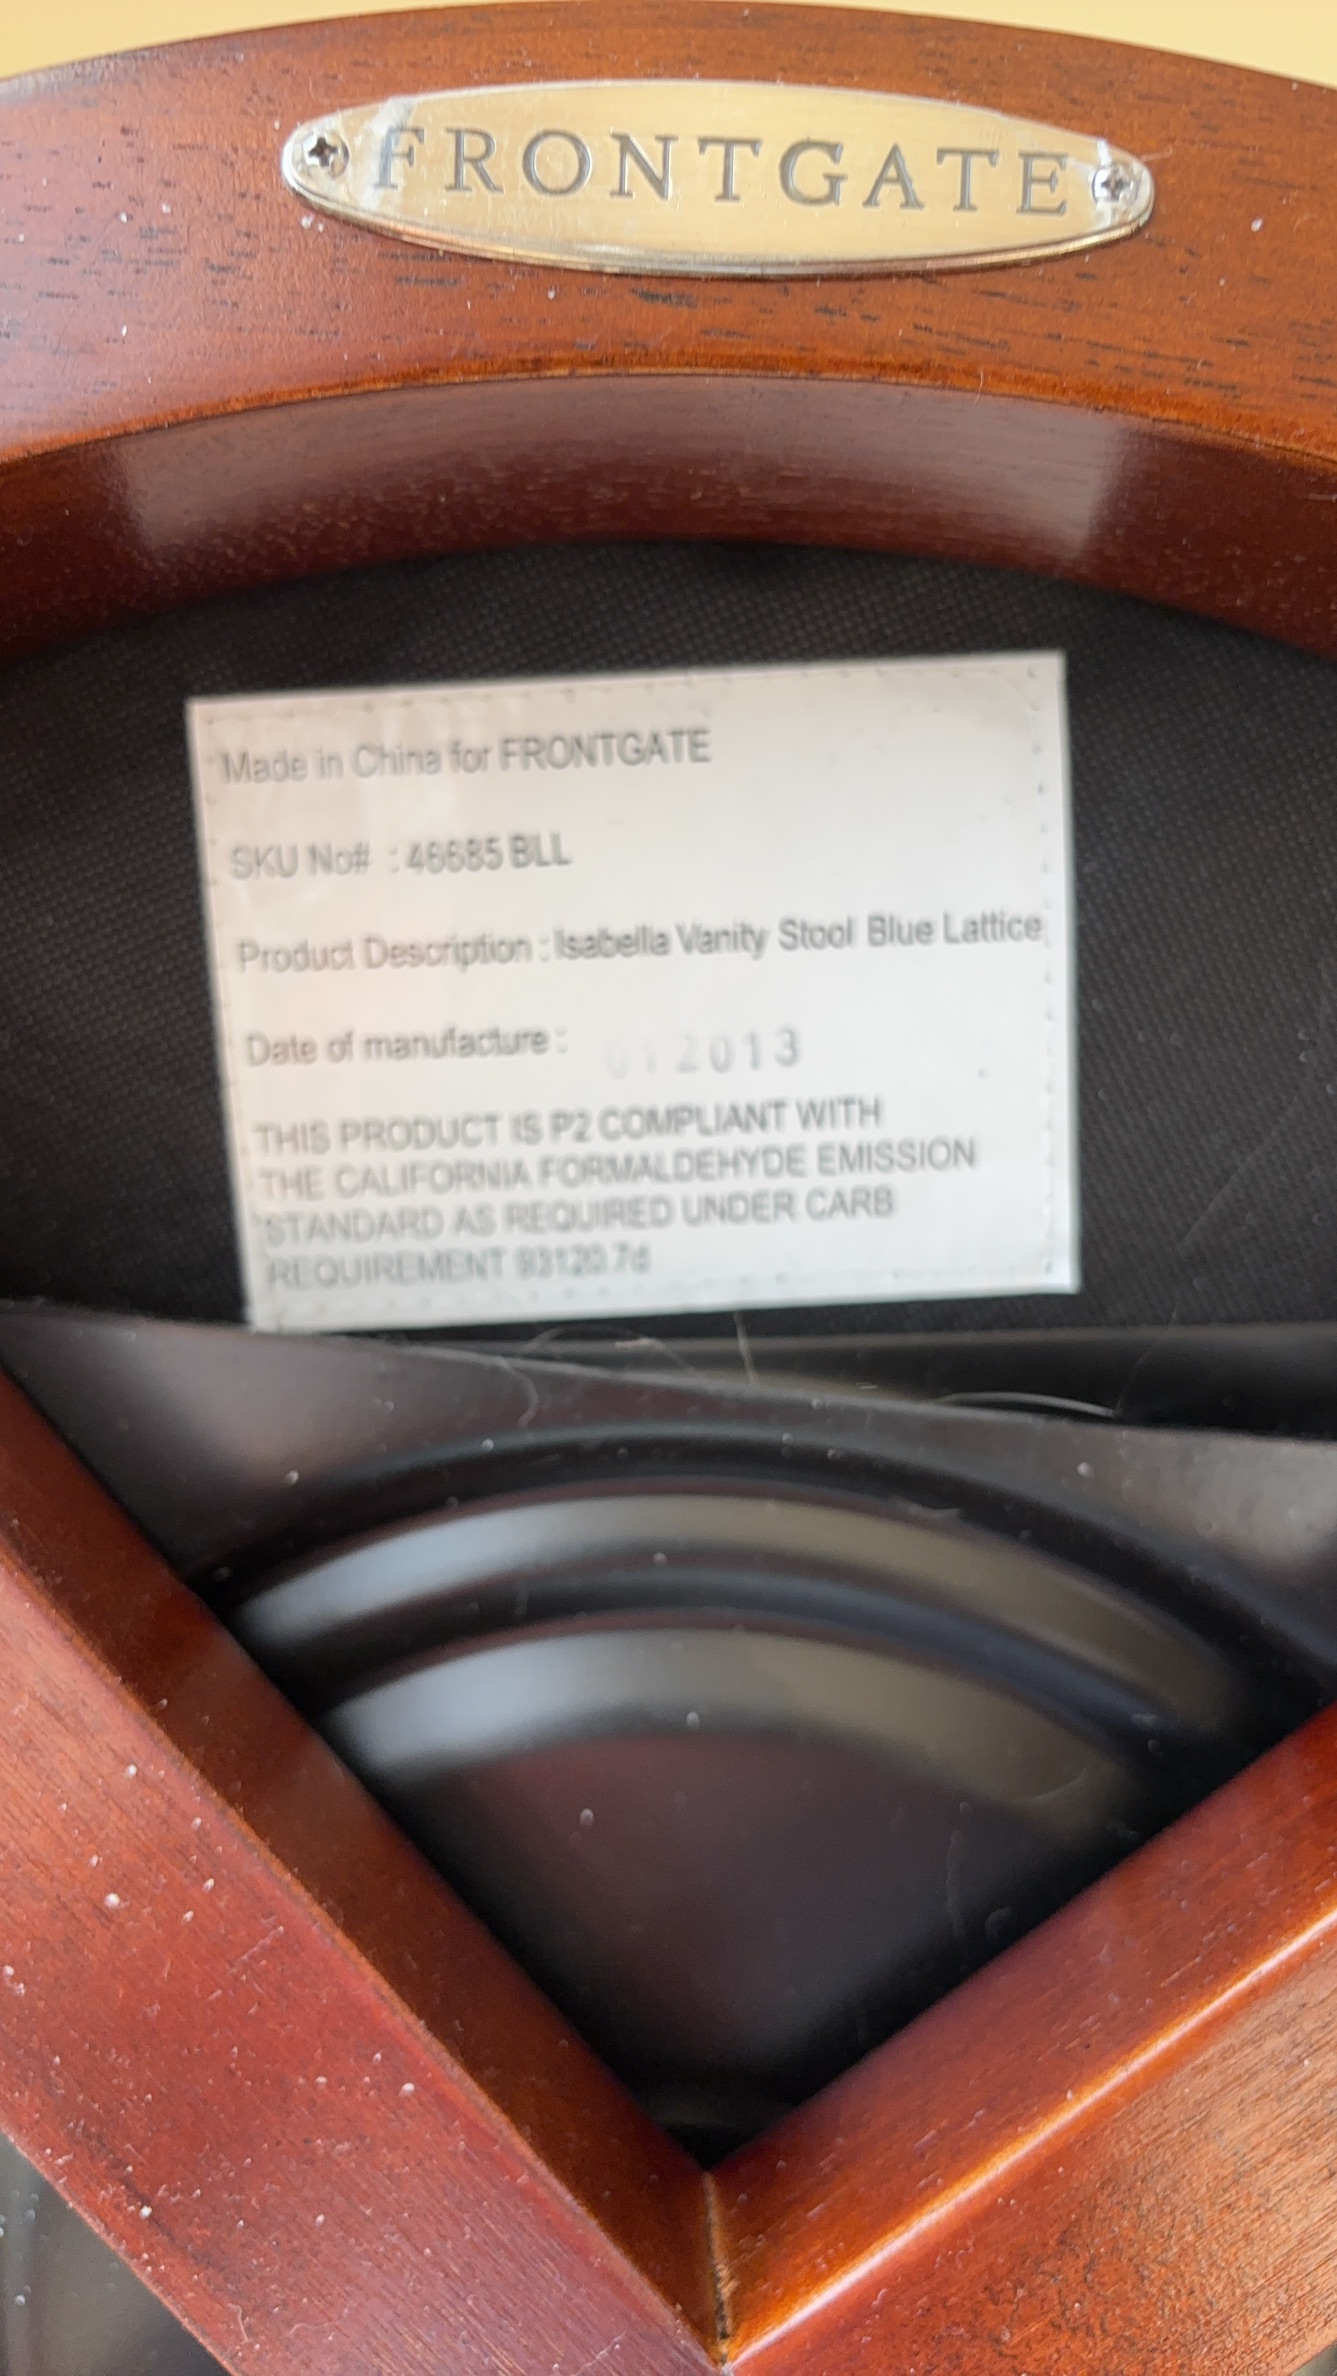 FRONTGATE
Made in China for FRONTGATE
SKU No# : 46685 BLL
Product Description : Isabella Vanity Stool Blue Lattice
Date of manufacture : 2013
THIS PRODUCT IS P2 COMPLIANT WITH
THE CALIFORNIA FORMALDEHYDE EMISSION
STANDARD AS REQUIRED UNDER CARB
REQUIREMENT 93120.7d